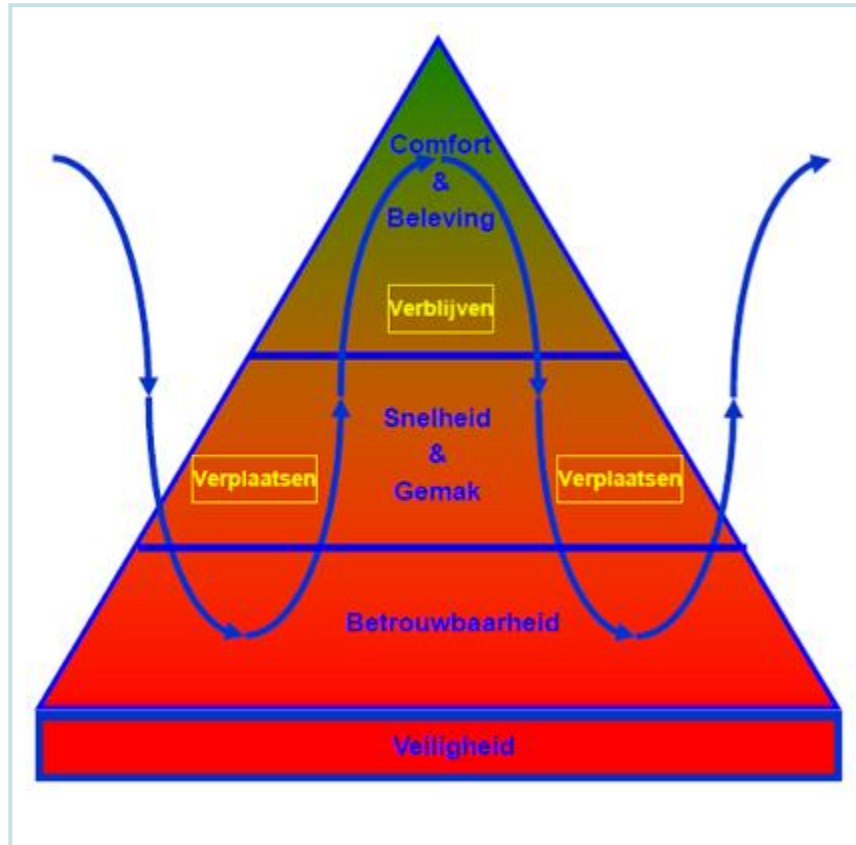 Comfort
&
Beleving
Verblijven
Snelheid
&
Gemak
Verplaatsen
Verplaatsen
Betrouwbaarheid
Veiligheid